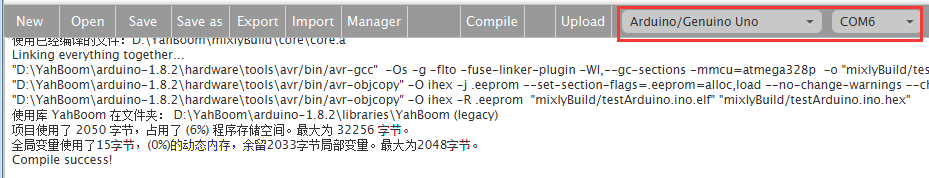 New Open Save Save as Export Import Manager Compile Upload Arduino/Genuino Uno COM6
使用已经编译的文件：D:\YahBoom\mixlyBuild\core\core.a
Linking everything together...
"D:\YahBoom\arduino-1.8.2\hardware\tools\avr/bin/avr-gcc"  -Os -g -flto -fuse-linker-plugin -Wl,--gc-sections -mmcu=atmega328p  -o "mixlyBuild/tes
"D:\YahBoom\arduino-1.8.2\hardware\tools\avr/bin/avr-objcopy" -O ihex -j .eeprom --set-section-flags=.eeprom=alloc,load --no-change-warnings --ch
"D:\YahBoom\arduino-1.8.2\hardware\tools\avr/bin/avr-objcopy" -O ihex -R .eeprom  "mixlyBuild/testArduino.ino.elf" "mixlyBuild/testArduino.ino.hex"
使用库 YahBoom 在文件夹： D:\YahBoom\arduino-1.8.2\libraries\YahBoom (legacy)
项目使用了 2050 字节，占用了 (6%) 程序存储空间。最大为 32256 字节。
全局变量使用了15字节，(0%)的动态内存，余留2033字节局部变量。最大为2048字节。
Compile success!